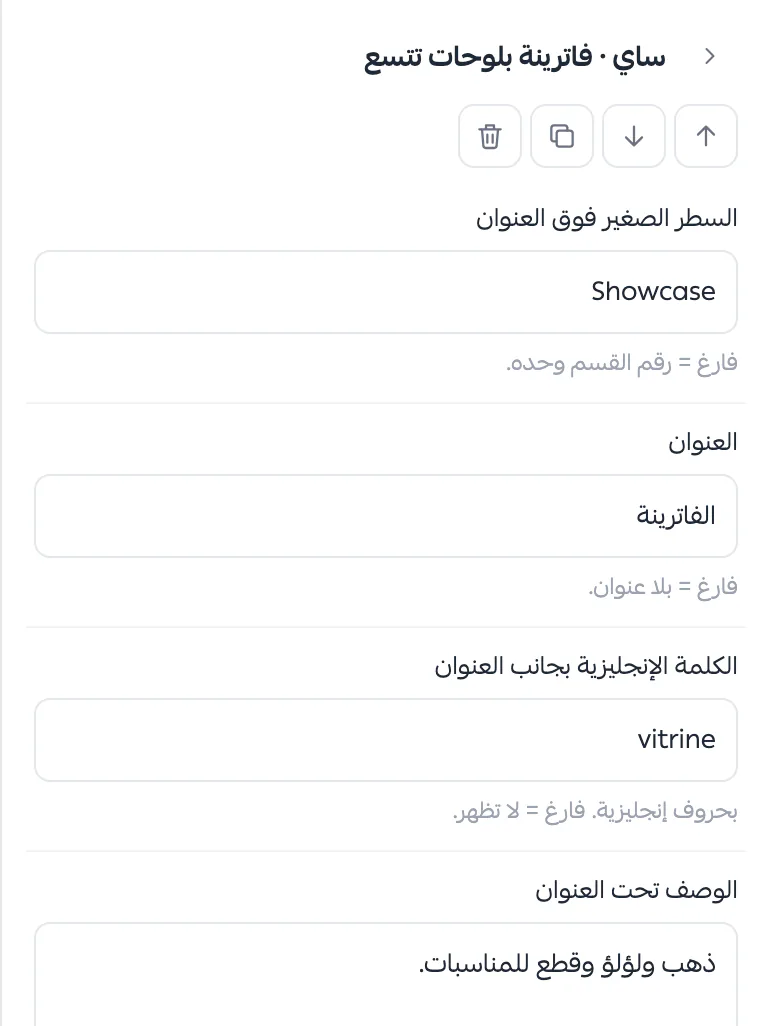 ساي · فاترينة بلوحات تتسع
السطر الصغير فوق العنوان
Showcase
فارغ = رقم القسم وحده.
العنوان
الفاترينة
فارغ = بلا عنوان.
الكلمة الإنجليزية بجانب العنوان
vitrine
بحروف إنجليزية. فارغ = لا تظهر.
الوصف تحت العنوان
ذهب ولؤلؤ وقطع للمناسبات.